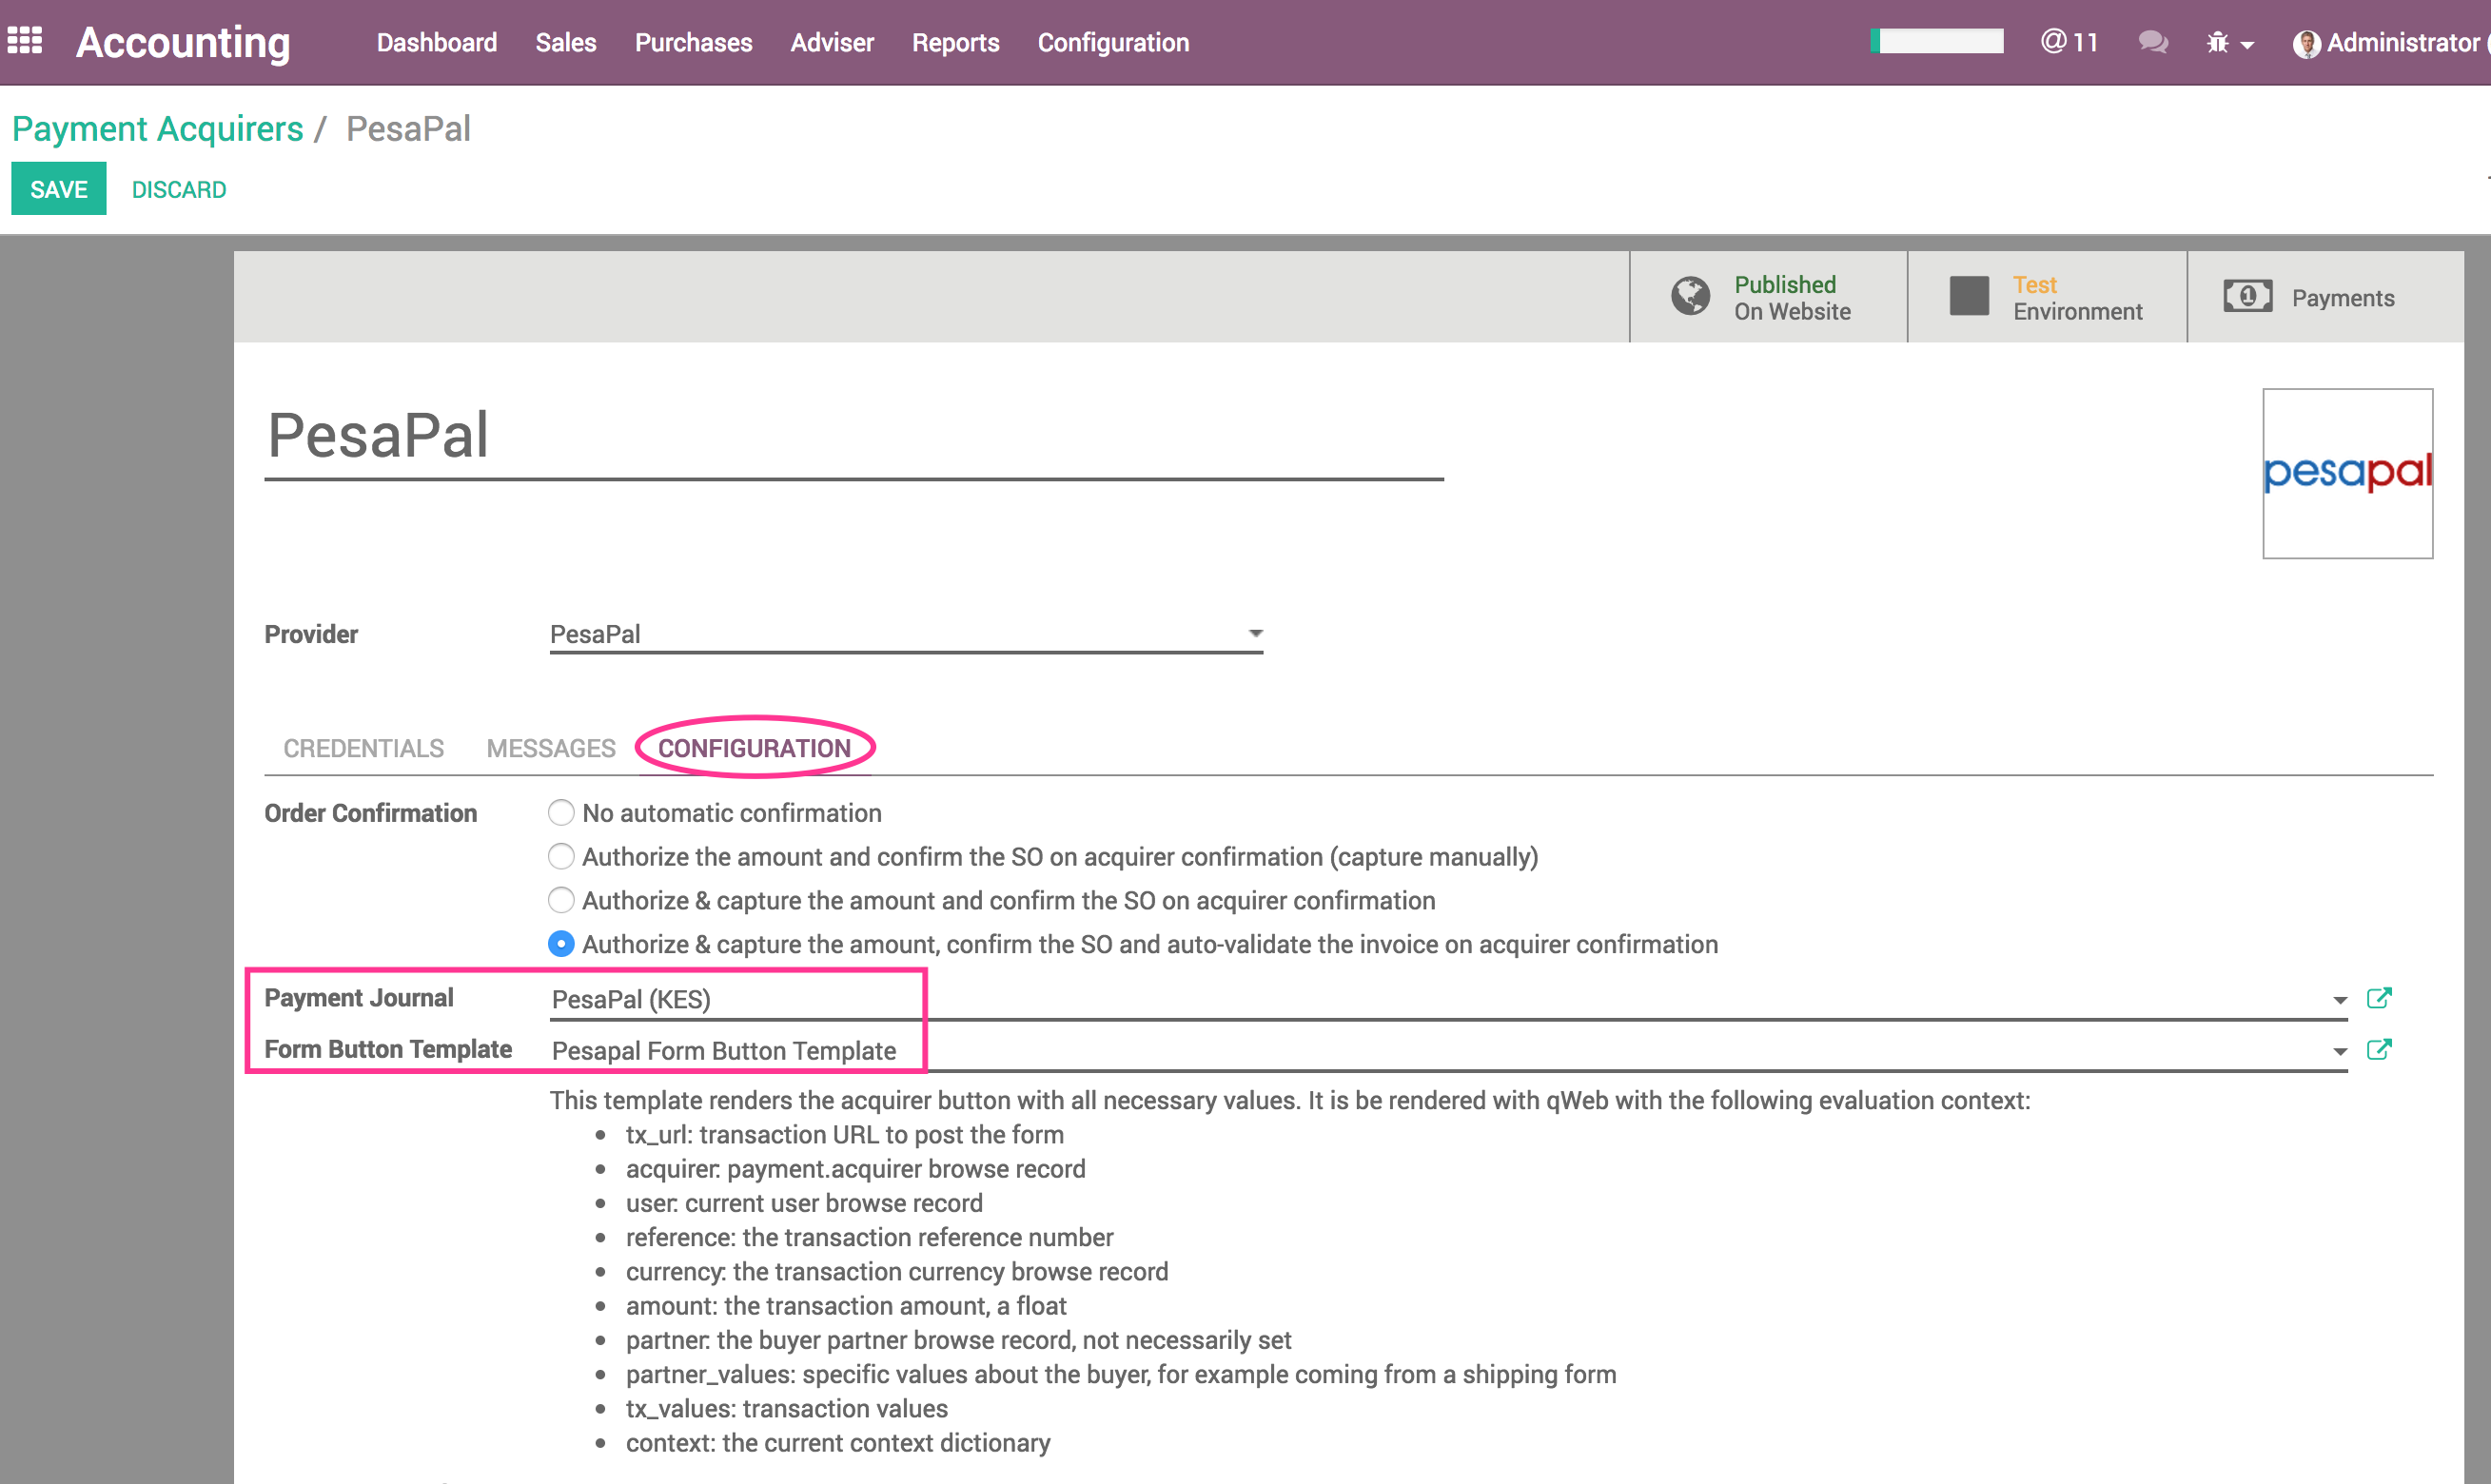 Accounting Dashboard Sales Purchases Adviser Reports Configuration @ 11 Administrator
Payment Acquirers / PesaPal
SAVE DISCARD
Published
On Website
Test
Environment
Payments
PesaPal
pesapal
Provider PesaPal
CREDENTIALS MESSAGES CONFIGURATION
Order Confirmation No automatic confirmation
Authorize the amount and confirm the SO on acquirer confirmation (capture manually)
Authorize & capture the amount and confirm the SO on acquirer confirmation
Authorize & capture the amount, confirm the SO and auto-validate the invoice on acquirer confirmation
Payment Journal PesaPal (KES)
Form Button Template Pesapal Form Button Template
This template renders the acquirer button with all necessary values. It is be rendered with qWeb with the following evaluation context:
• tx_url: transaction URL to post the form
• acquirer: payment.acquirer browse record
• user: current user browse record
• reference: the transaction reference number
• currency: the transaction currency browse record
• amount: the transaction amount, a float
• partner: the buyer partner browse record, not necessarily set
• partner_values: specific values about the buyer, for example coming from a shipping form
• tx_values: transaction values
• context: the current context dictionary